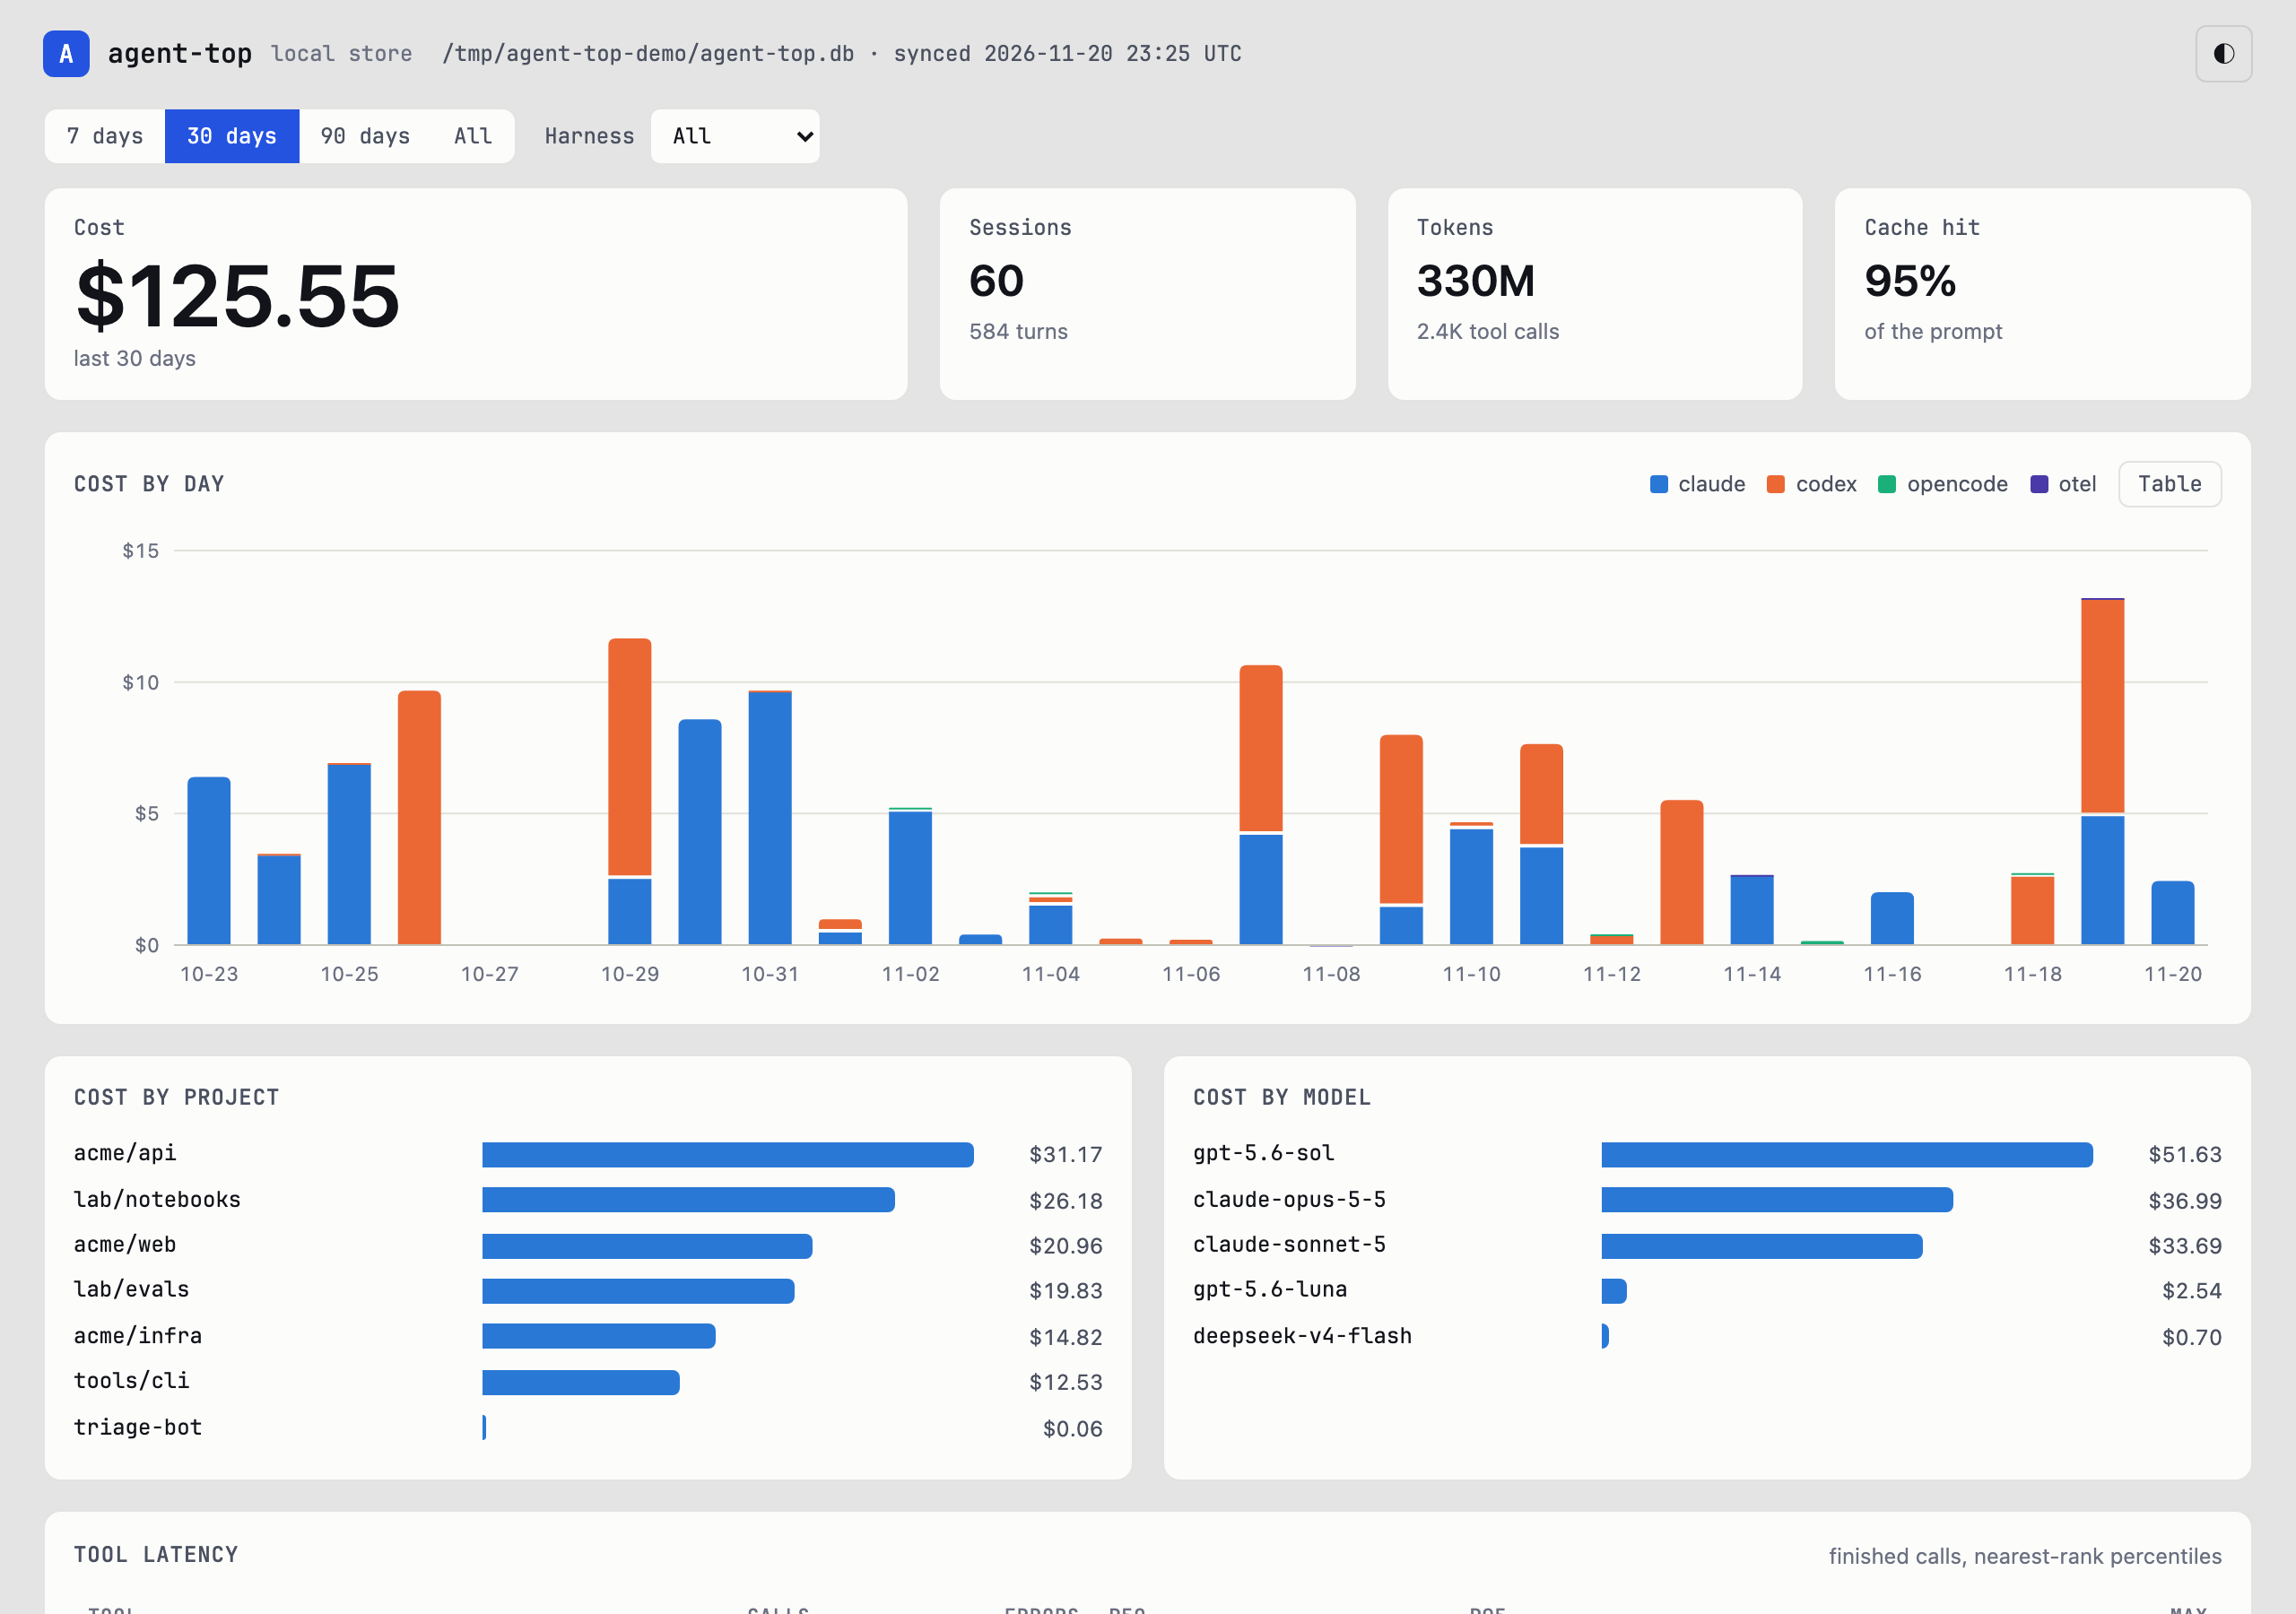 A agent-top local store /tmp/agent-top-demo/agent-top.db · synced 2026-11-20 23:25 UTC
7 days 30 days 90 days All Harness All
Cost
$125.55
last 30 days
Sessions
60
584 turns
Tokens
330M
2.4K tool calls
Cache hit
95%
of the prompt
COST BY DAY claude codex opencode otel Table
$15
$10
$5
$0
10-23 10-25 10-27 10-29 10-31 11-02 11-04 11-06 11-08 11-10 11-12 11-14 11-16 11-18 11-20
COST BY PROJECT
acme/api $31.17
lab/notebooks $26.18
acme/web $20.96
lab/evals $19.83
acme/infra $14.82
tools/cli $12.53
triage-bot $0.06
COST BY MODEL
gpt-5.6-sol $51.63
claude-opus-5-5 $36.99
claude-sonnet-5 $33.69
gpt-5.6-luna $2.54
deepseek-v4-flash $0.70
TOOL LATENCY finished calls, nearest-rank percentiles